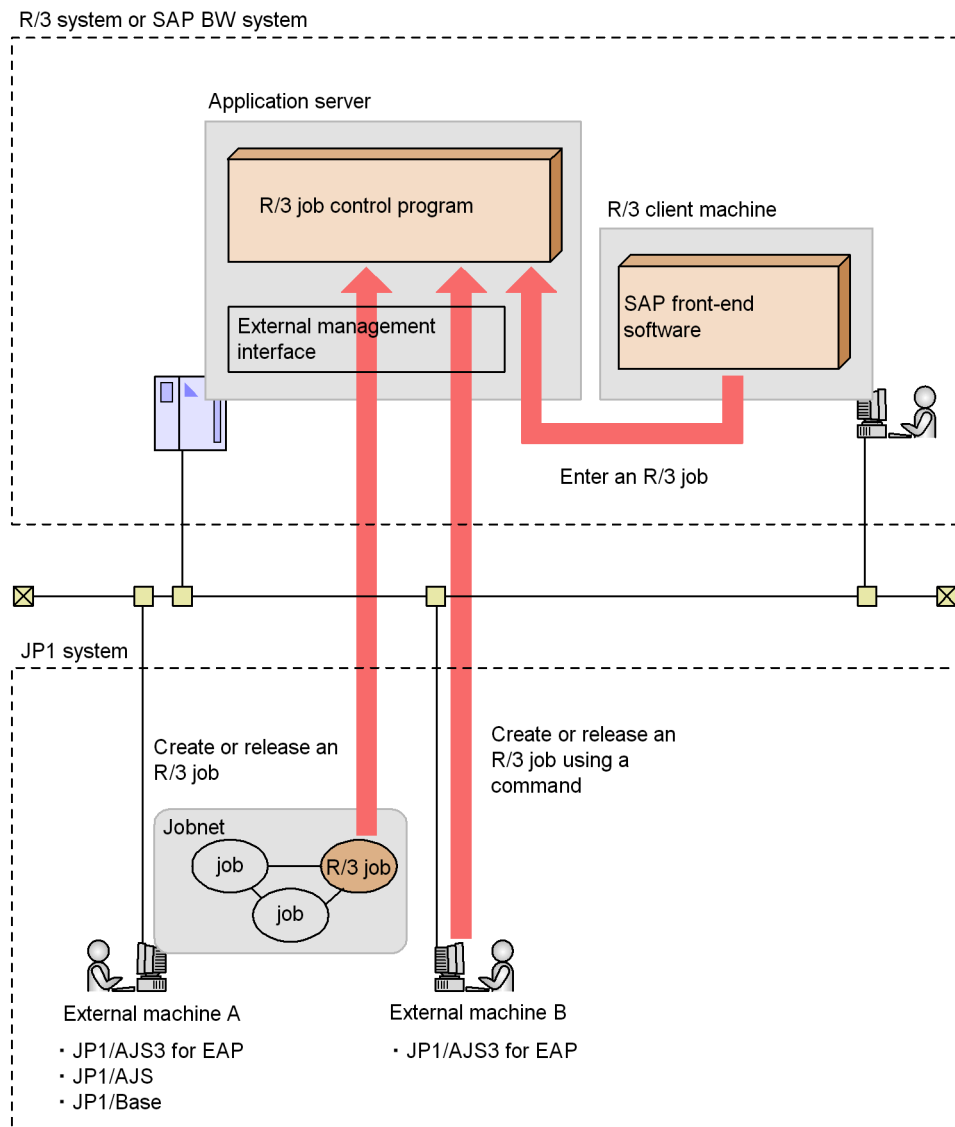 R/3 system or SAP BW system
Application server
R/3 job control program
R/3 client machine
SAP front-end
software
External management
interface
Enter an R/3 job
JP1 system
Create or release an
R/3 job
Create or release an
R/3 job using a
command
Jobnet
job
R/3 job
job
External machine A
・JP1/AJS3 for EAP
・JP1/AJS
・JP1/Base
External machine B
・JP1/AJS3 for EAP